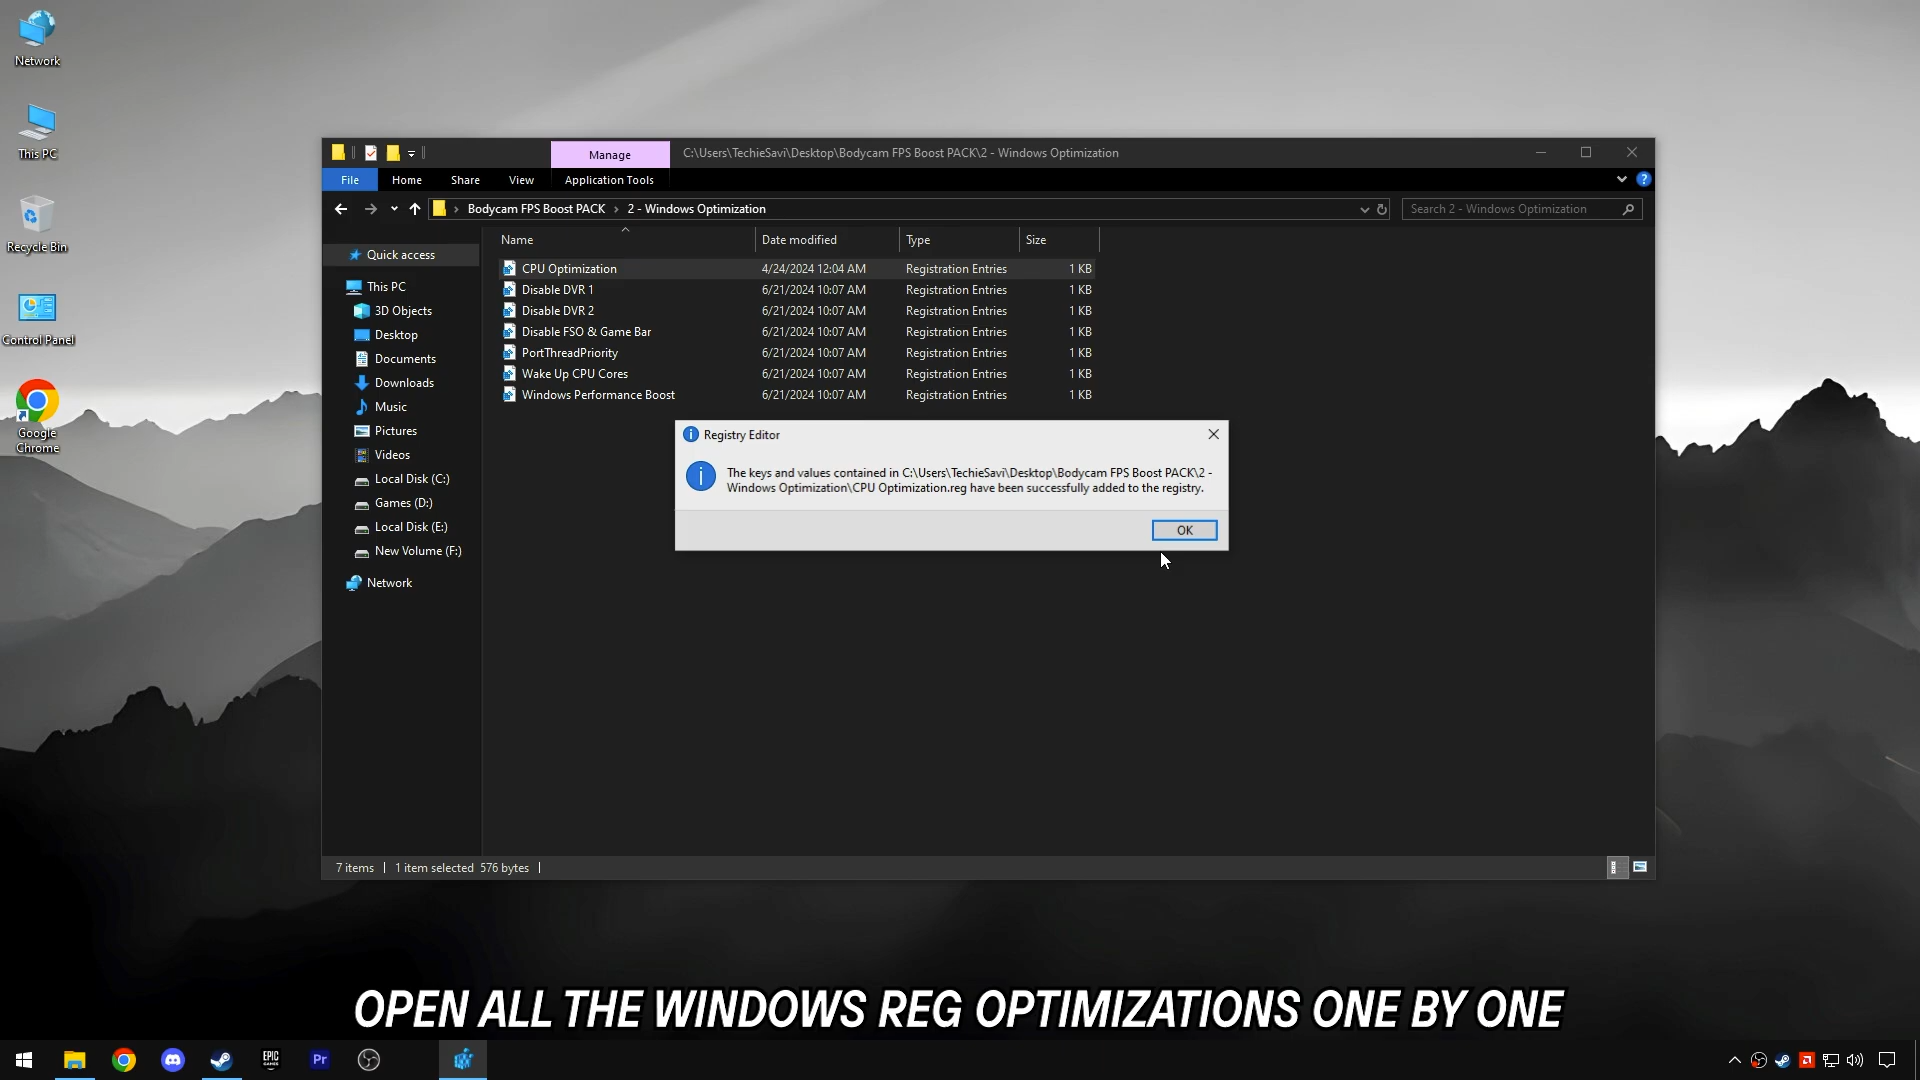 Network
This PC
Recycle Bin
Control Panel
Google
Chrome
Manage
C:\Users\TechieSavi\Desktop\Bodycam FPS Boost PACK\2 - Windows Optimization
File
Home
Share
View
Application Tools
Bodycam FPS Boost PACK
2 - Windows Optimization
Search 2 - Windows Optimization
Quick access
This PC
3D Objects
Desktop
Documents
Downloads
Music
Pictures
Videos
Local Disk (C:)
Games (D:)
Local Disk (E:)
New Volume (F:)
Network
Name Date modified Type Size
CPU Optimization 4/24/2024 12:04 AM Registration Entries 1 KB
Disable DVR 1 6/21/2024 10:07 AM Registration Entries 1 KB
Disable DVR 2 6/21/2024 10:07 AM Registration Entries 1 KB
Disable FSO & Game Bar 6/21/2024 10:07 AM Registration Entries 1 KB
PortThreadPriority 6/21/2024 10:07 AM Registration Entries 1 KB
Wake Up CPU Cores 6/21/2024 10:07 AM Registration Entries 1 KB
Windows Performance Boost 6/21/2024 10:07 AM Registration Entries 1 KB
Registry Editor
The keys and values contained in C:\Users\TechieSavi\Desktop\Bodycam FPS Boost PACK\2 -
Windows Optimization\CPU Optimization.reg have been successfully added to the registry.
OK
7 items
1 item selected 576 bytes
OPEN ALL THE WINDOWS REG OPTIMIZATIONS ONE BY ONE
EPIC
GAMES
Pr